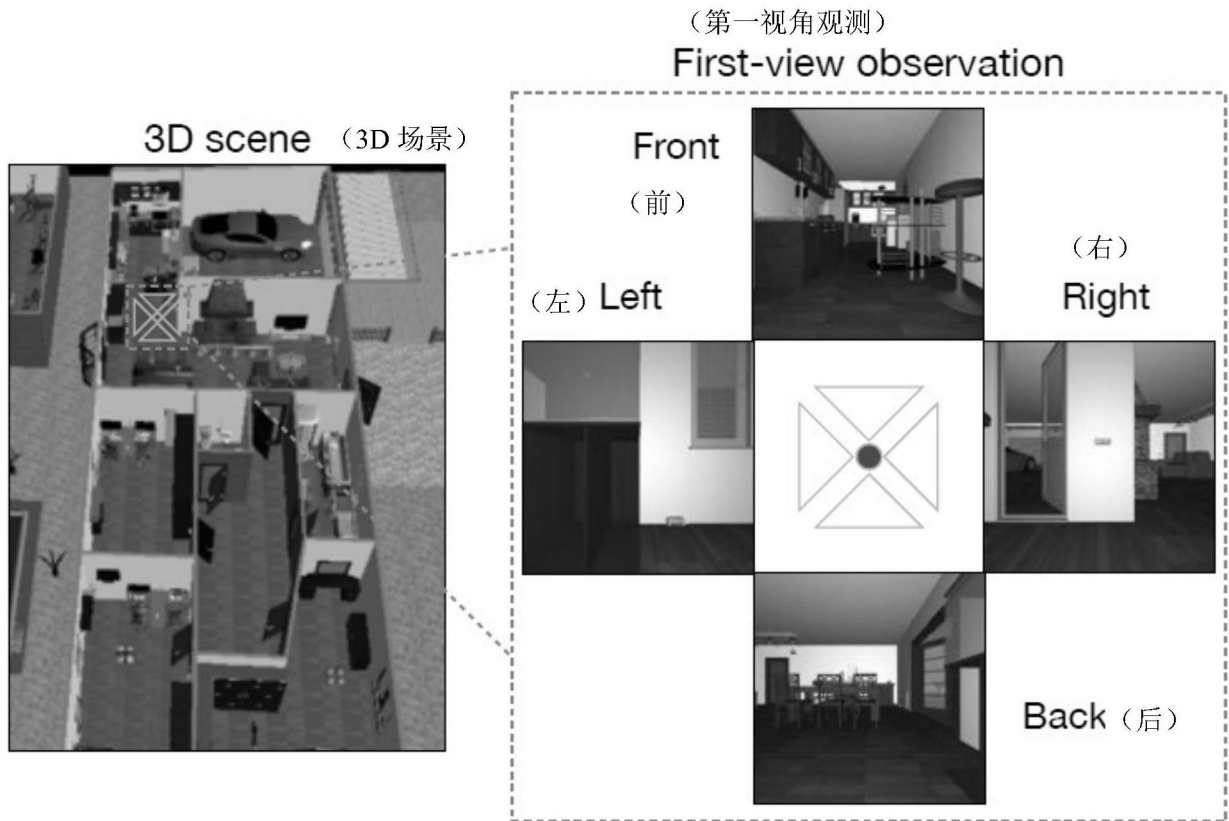 （第一视角观测）
First-view observation
3D scene （3D 场景）
Front
（前）
（左）Left
（右）
Right
Back（后）